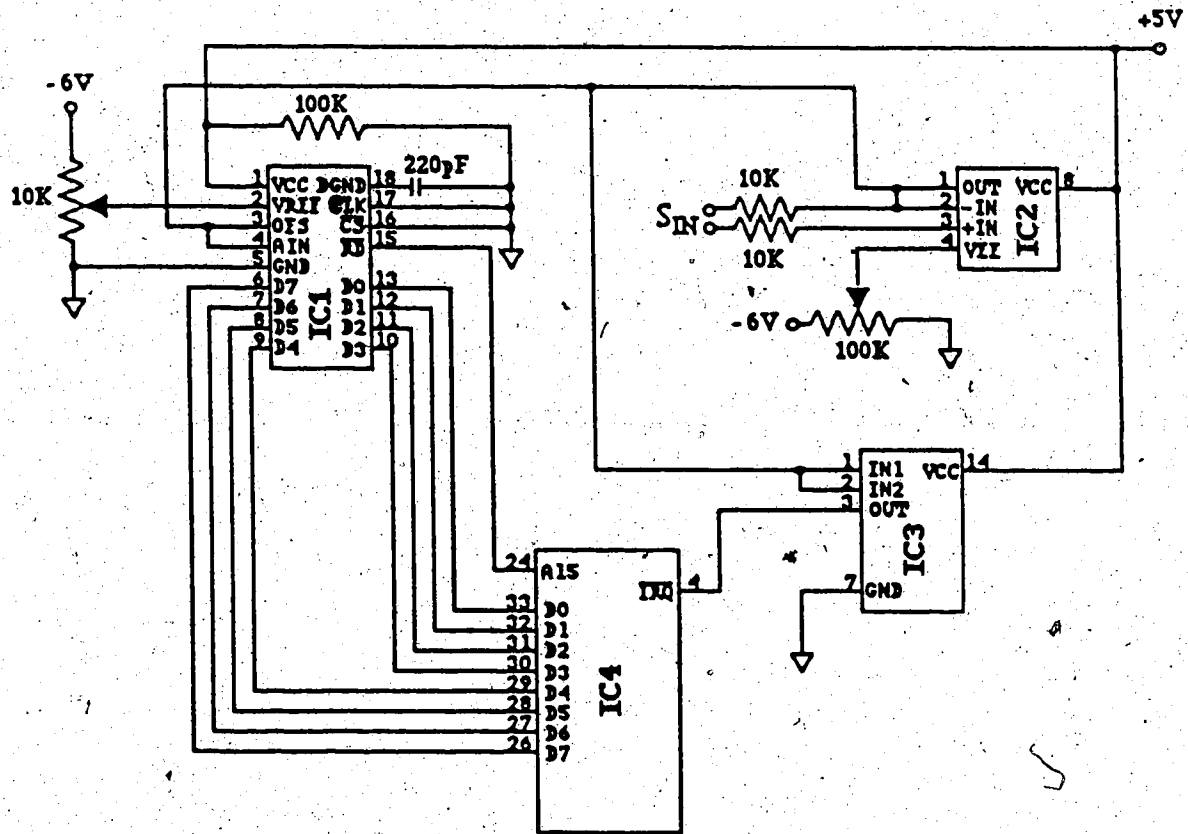 +5V
-6V
100K
10K
220pF
1 VCC DGND 18
2 VREF CLK 17
3 OFS CS 16
4 AIN RD 15
5 GND
6 D7 D0 13
7 D6 D1 12
8 D5 D2 11
9 D4 D3 10
IC1
10K
S IN
10K
1 OUT VCC 8
2 -IN
3 +IN
4 VEE
IC2
-6V
100K
1 IN1 VCC 14
2 IN2
3 OUT
7 GND
IC3
24 A15
IRQ 4
33 D0
32 D1
31 D2
30 D3
29 D4
28 D5
27 D6
26 D7
IC4